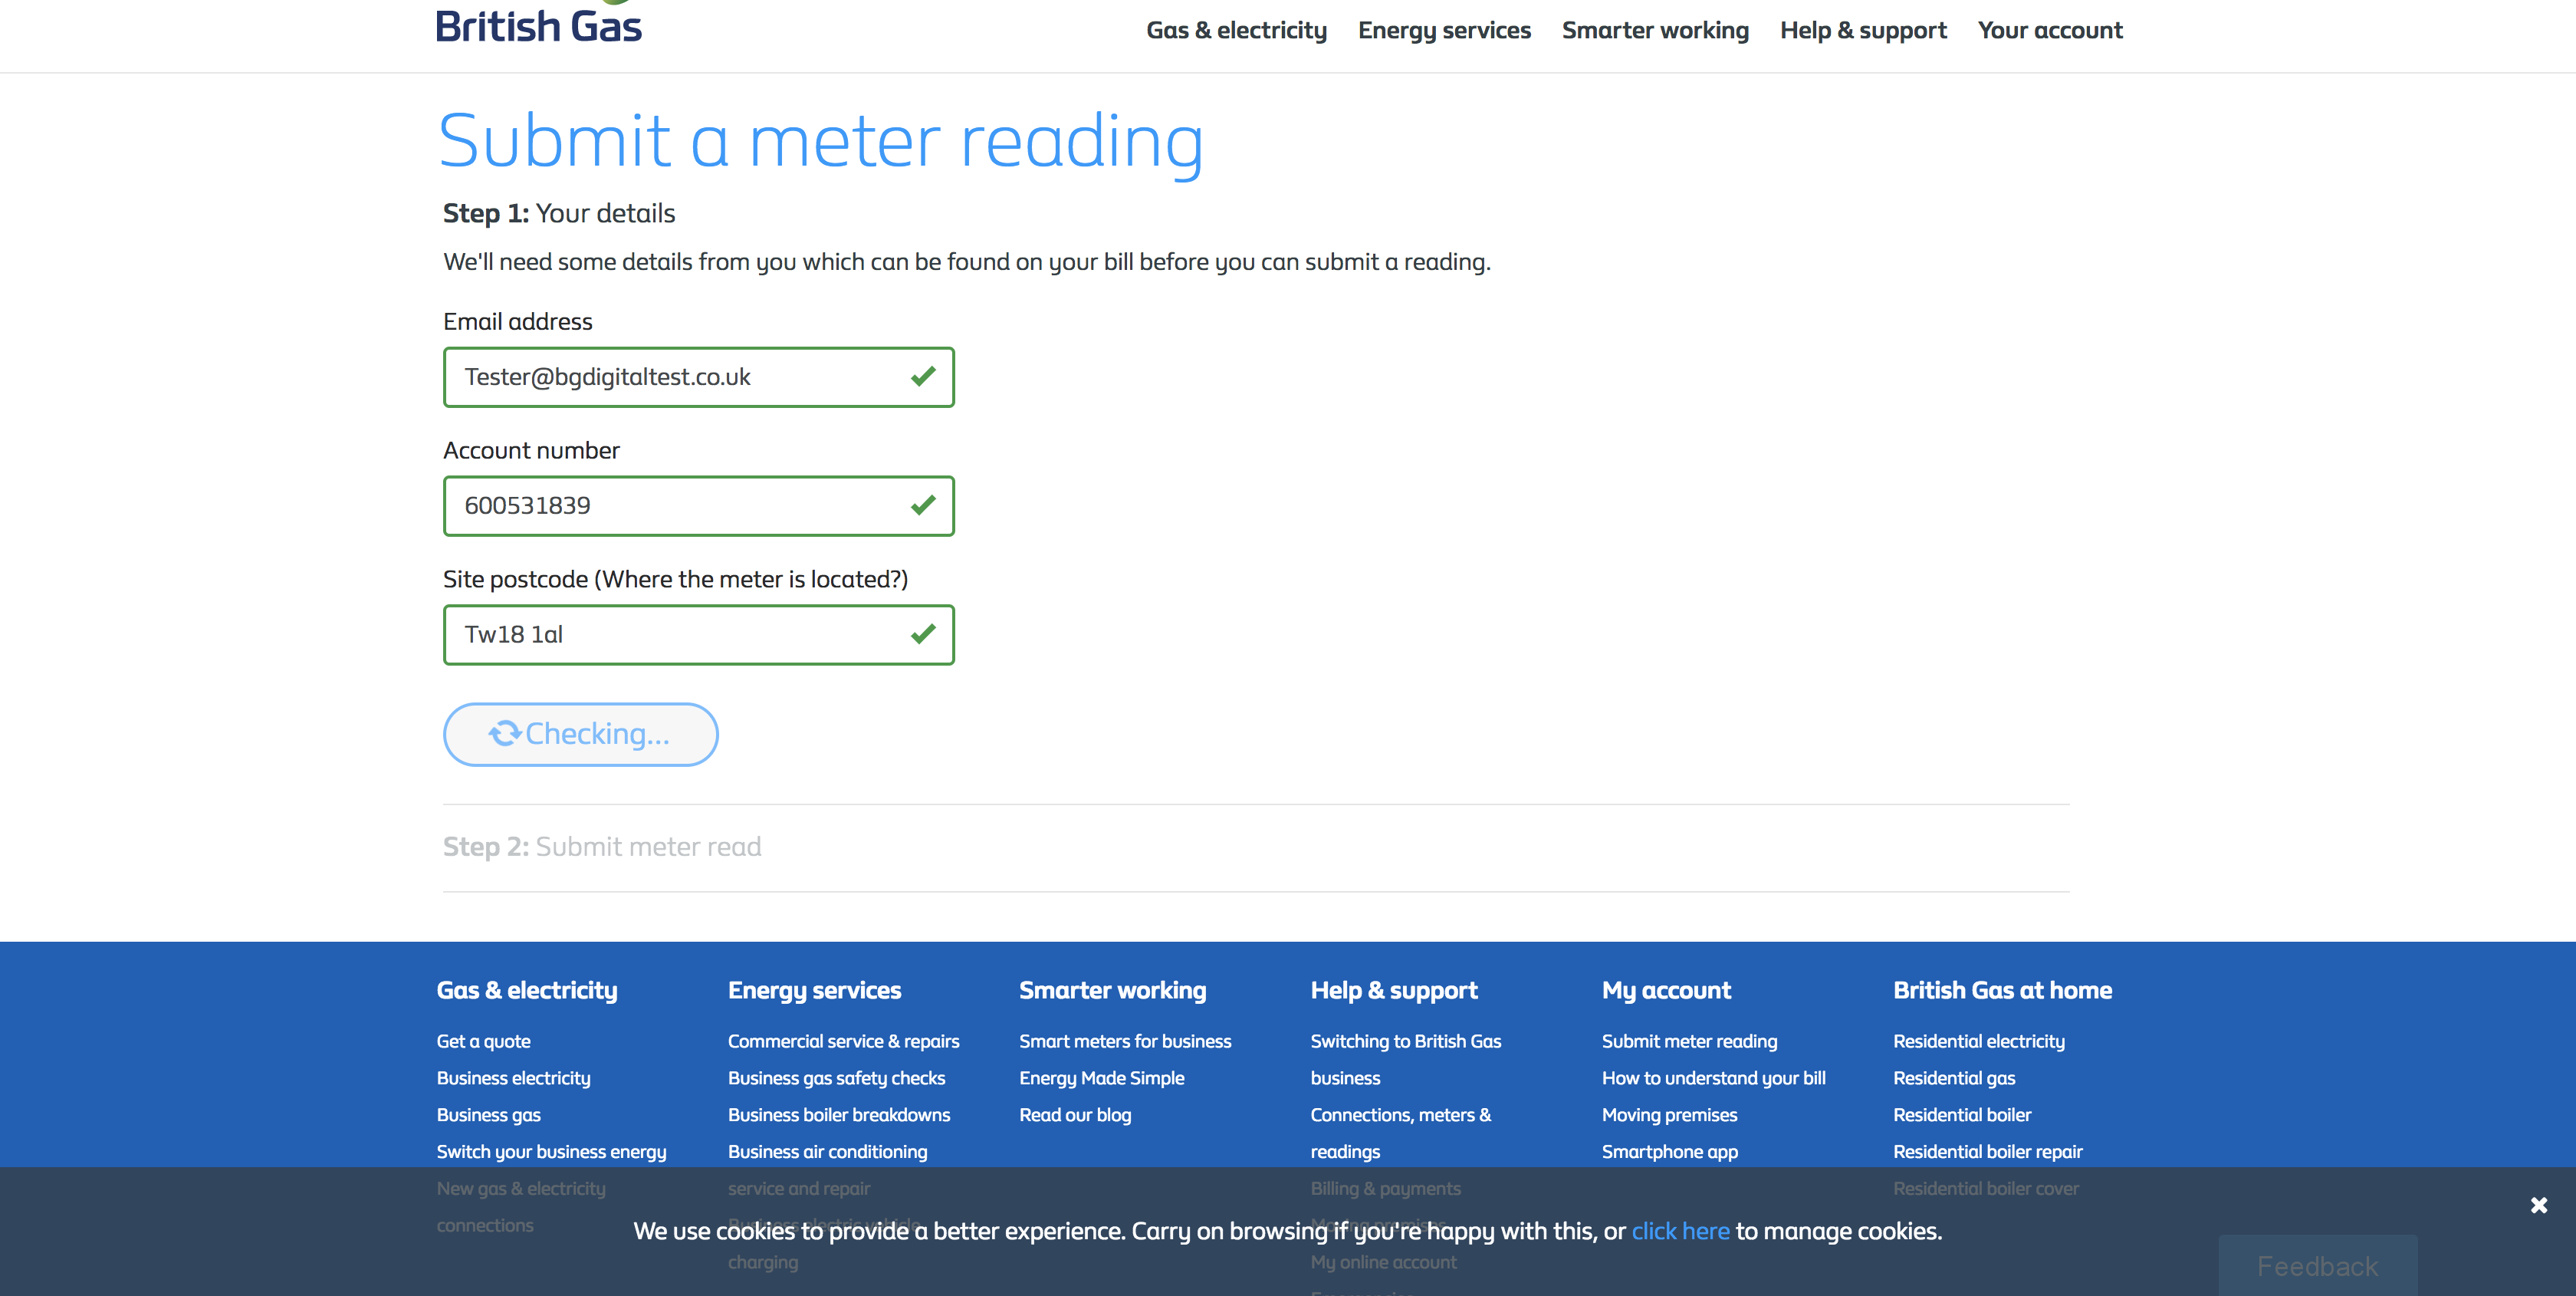 British Gas
Gas & electricity Energy services Smarter working Help & support Your account
Submit a meter reading
Step 1: Your details
We'll need some details from you which can be found on your bill before you can submit a reading.
Email address
Tester@bgdigitaltest.co.uk
Account number
600531839
Site postcode (Where the meter is located?)
Tw18 1al
Checking...
Step 2: Submit meter read
Gas & electricity
Get a quote
Business electricity
Business gas
Switch your business energy
New gas & electricity
connections
Energy services
Commercial service & repairs
Business gas safety checks
Business boiler breakdowns
Business air conditioning
service and repair
Business electric vehicle
charging
Smarter working
Smart meters for business
Energy Made Simple
Read our blog
Help & support
Switching to British Gas
business
Connections, meters &
readings
Billing & payments
Moving premises
My online account
My account
Submit meter reading
How to understand your bill
Moving premises
Smartphone app
British Gas at home
Residential electricity
Residential gas
Residential boiler
Residential boiler repair
Residential boiler cover
We use cookies to provide a better experience. Carry on browsing if you're happy with this, or click here to manage cookies.
Feedback